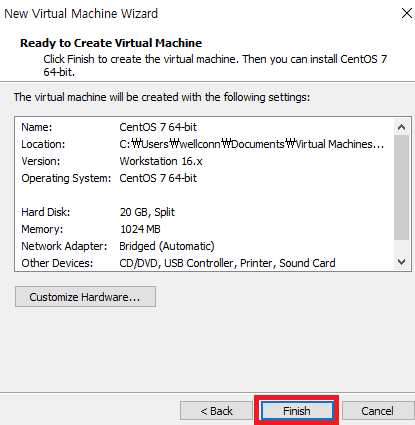 New Virtual Machine Wizard
Ready to Create Virtual Machine
Click Finish to create the virtual machine. Then you can install CentOS 7
64-bit.
The virtual machine will be created with the following settings:
Name: CentOS 7 64-bit
Location: C:₩Users₩wellconn₩Documents₩Virtual Machines...
Version: Workstation 16.x
Operating System: CentOS 7 64-bit
Hard Disk: 20 GB, Split
Memory: 1024 MB
Network Adapter: Bridged (Automatic)
Other Devices: CD/DVD, USB Controller, Printer, Sound Card
Customize Hardware...
< Back Finish Cancel